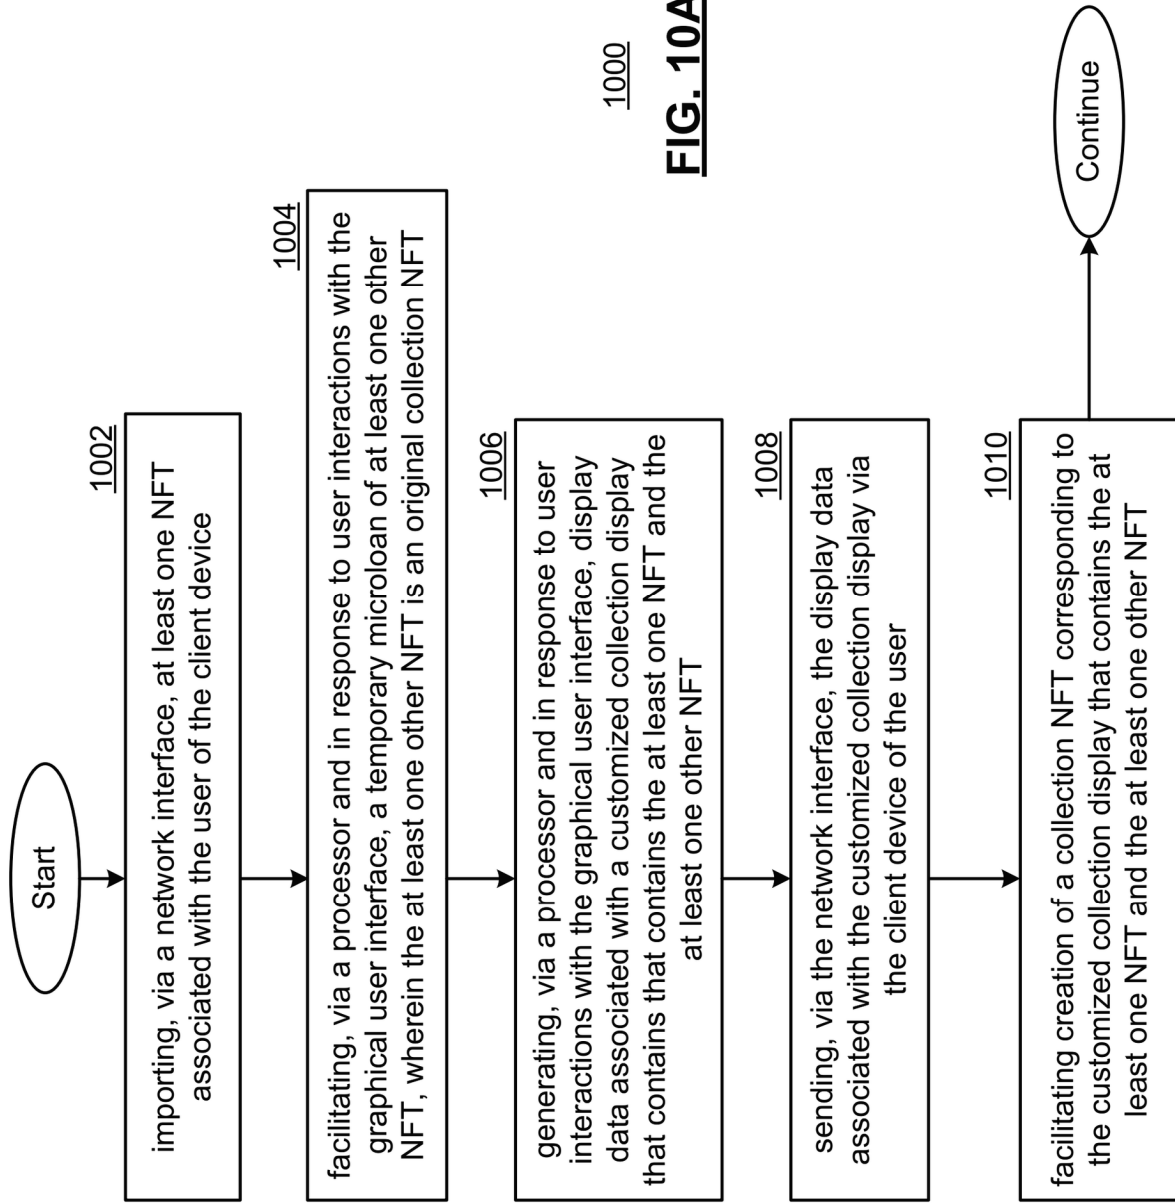 Start
1002
importing, via a network interface, at least one NFT
associated with the user of the client device
1004
facilitating, via a processor and in response to user interactions with the
graphical user interface, a temporary microloan of at least one other
NFT, wherein the at least one other NFT is an original collection NFT
1006
generating, via a processor and in response to user
interactions with the graphical user interface, display
data associated with a customized collection display
that contains that contains the at least one NFT and the
at least one other NFT
1008
sending, via the network interface, the display data
associated with the customized collection display via
the client device of the user
1010
facilitating creation of a collection NFT corresponding to
the customized collection display that contains the at
least one NFT and the at least one other NFT
Continue
1000
FIG. 10A